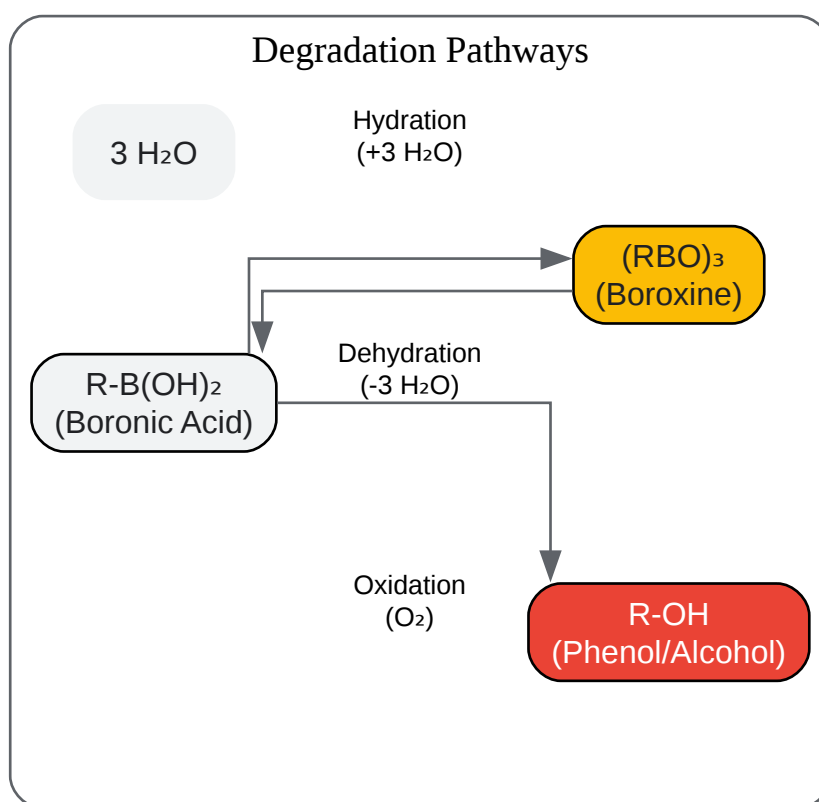 Degradation Pathways
3 H₂O
Hydration
(+3 H₂O)
(RBO)₃
(Boroxine)
Dehydration
(-3 H₂O)
R-B(OH)₂
(Boronic Acid)
Oxidation
(O₂)
R-OH
(Phenol/Alcohol)